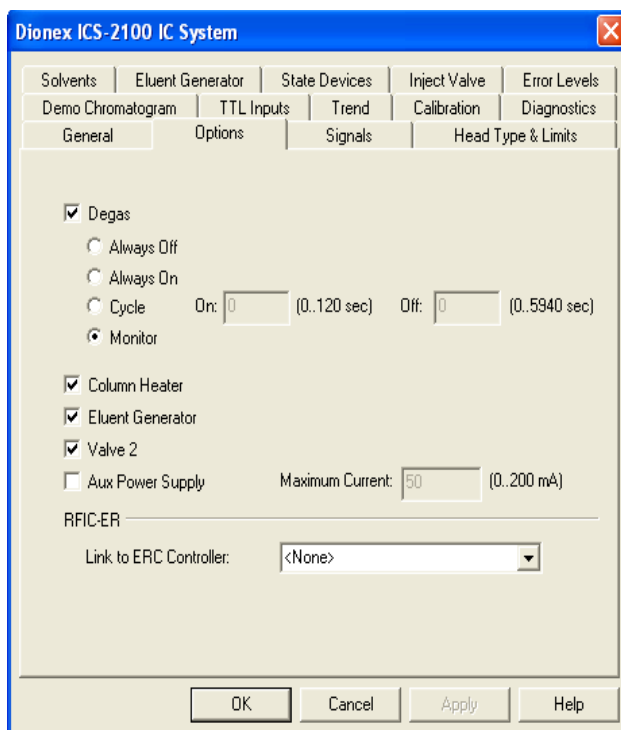 Dionex ICS-2100 IC System
Solvents Eluent Generator State Devices Inject Valve Error Levels
Demo Chromatogram TTL Inputs Trend Calibration Diagnostics
General Options Signals Head Type & Limits
Degas
Always Off
Always On
Cycle On: 0 (0..120 sec) Off: 0 (0..5940 sec)
Monitor
Column Heater
Eluent Generator
Valve 2
Aux Power Supply Maximum Current: 50 (0..200 mA)
RFIC-ER
Link to ERC Controller: <None>
OK Cancel Apply Help